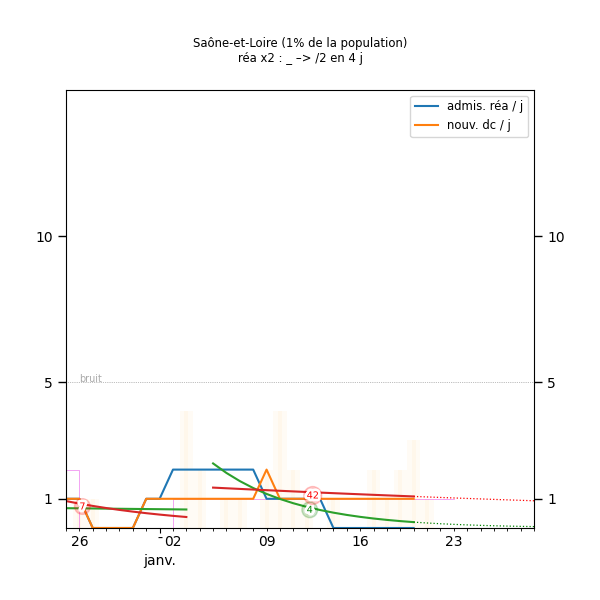 Saône-et-Loire (1% de la population)
réa x2 : _ –> /2 en 4 j
admis. réa / j
nouv. dc / j
10 10
bruit
5 5
7 42
1 1
4
26 02 09 16 23
janv.